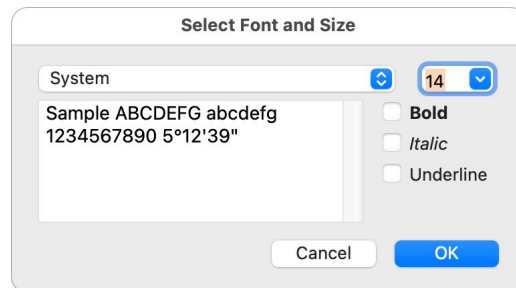 Select Font and Size
System
14
Sample ABCDEFG abcdefg
1234567890 5°12'39"
Bold
Italic
Underline
Cancel
OK